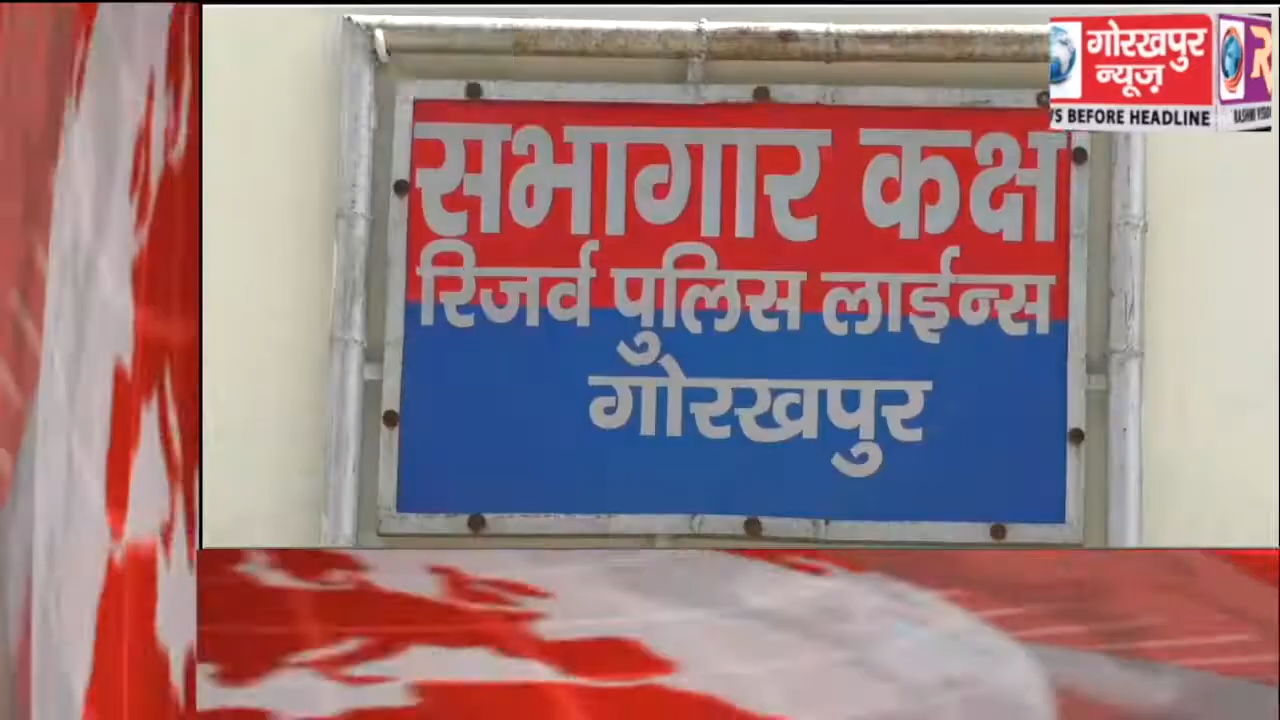 सभागार कक्ष
रिजर्व पुलिस लाईन्स
गोरखपुर
गोरखपुर
न्यूज़
BEFORE HEADLINE